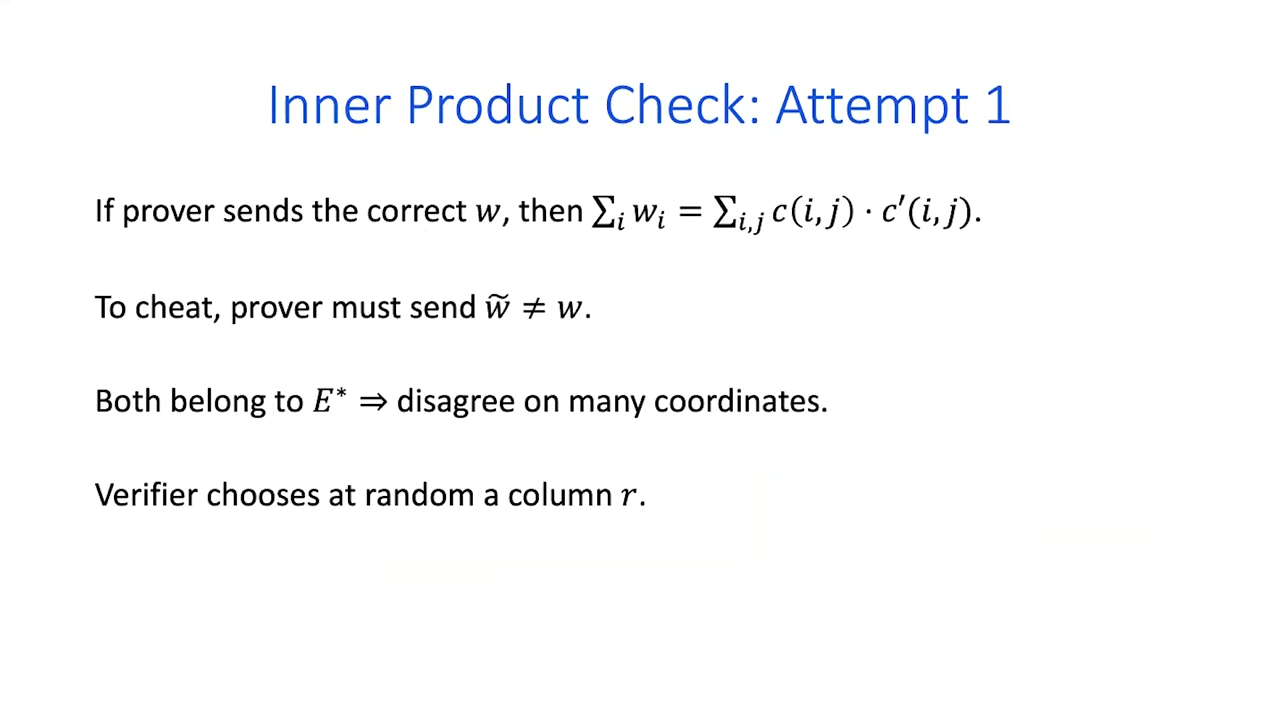 Inner Product Check: Attempt 1
If prover sends the correct w, then ∑ᵢ wᵢ = ∑ᵢ,ⱼ c(i, j) · c′(i, j).
To cheat, prover must send w̃ ≠ w.
Both belong to E* ⇒ disagree on many coordinates.
Verifier chooses at random a column r.